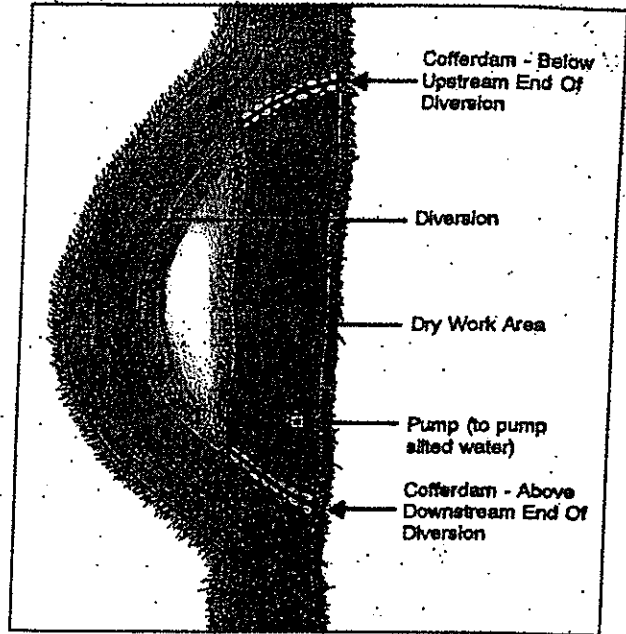 Cofferdam - Below
Upstream End Of
Diversion
Diversion
Dry Work Area
Pump (to pump
silted water)
Cofferdam - Above
Downstream End Of
Diversion